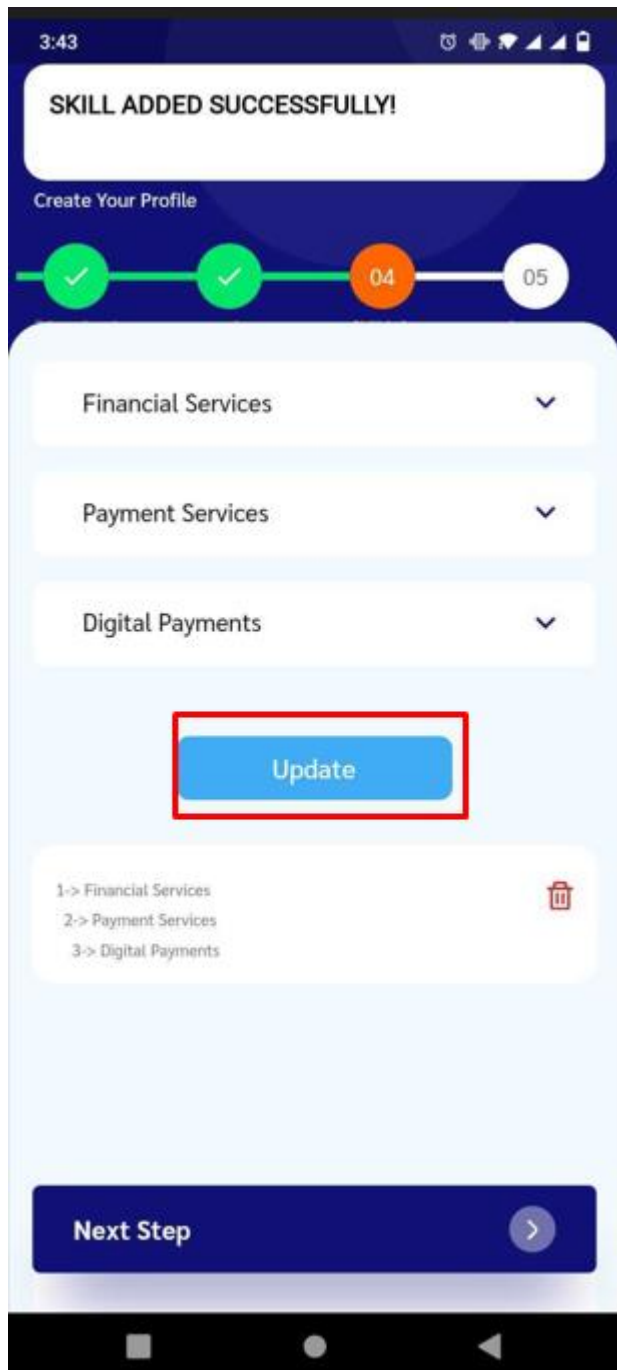 3:43
SKILL ADDED SUCCESSFULLY!
Create Your Profile
04
05
Financial Services
Payment Services
Digital Payments
Update
1-> Financial Services
2-> Payment Services
3-> Digital Payments
Next Step